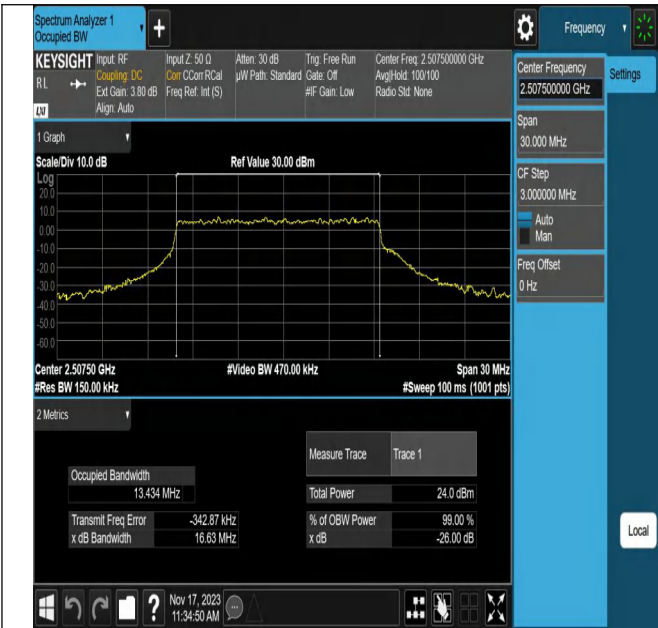 Spectrum Analyzer 1
Occupied BW
+
Frequency
KEYSIGHT
RL
LXI
Input: RF
Coupling: DC
Ext Gain: 3.80 dB
Align: Auto
Input Z: 50 Ω
Corr CCorr RCal
Freq Ref: Int (S)
Atten: 30 dB
µW Path: Standard
Trig: Free Run
Gate: Off
#IF Gain: Low
Center Freq: 2.507500000 GHz
Avg|Hold: 100/100
Radio Std: None
Center Frequency
2.507500000 GHz
Settings
Span
30.000 MHz
CF Step
3.000000 MHz
Auto
Man
Freq Offset
0 Hz
1 Graph
Scale/Div 10.0 dB
Ref Value 30.00 dBm
Log
20.0
10.0
0.00
-10.0
-20.0
-30.0
-40.0
-50.0
-60.0
Center 2.50750 GHz
#Video BW 470.00 kHz
Span 30 MHz
#Res BW 150.00 kHz
#Sweep 100 ms (1001 pts)
2 Metrics
Measure Trace Trace 1
Occupied Bandwidth
13.434 MHz
Total Power 24.0 dBm
Transmit Freq Error -342.87 kHz
% of OBW Power 99.00 %
x dB Bandwidth 16.63 MHz
x dB -26.00 dB
Local
?
Nov 17, 2023
11:34:50 AM